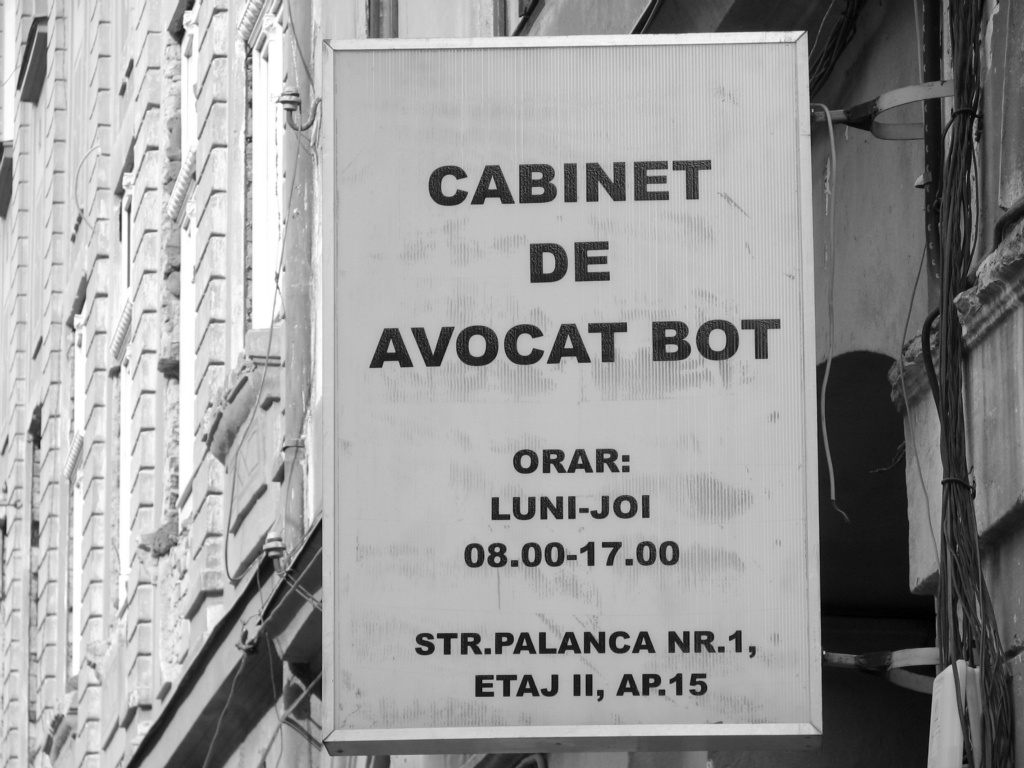 CABINET
DE
AVOCAT BOT
ORAR:
LUNI-JOI
08.00-17.00
STR.PALANCA NR.1,
ETAJ II, AP.15